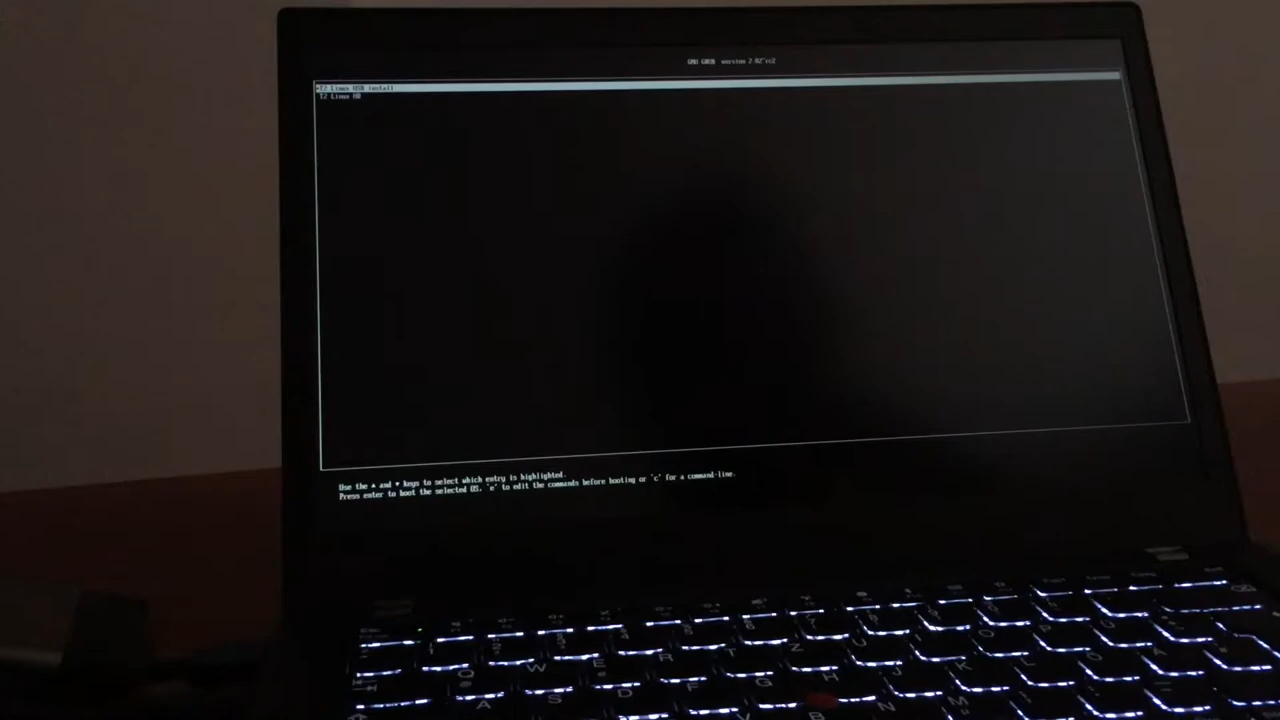 GNU GRUB version 2.02~rc2
*T2 Linux USB install
T2 Linux HD
Use the ▲ and ▼ keys to select which entry is highlighted.
Press enter to boot the selected OS, 'e' to edit the commands before booting or 'c' for a command-line.
Q W E R T Z U O P
A S D F G H J K L
B N M